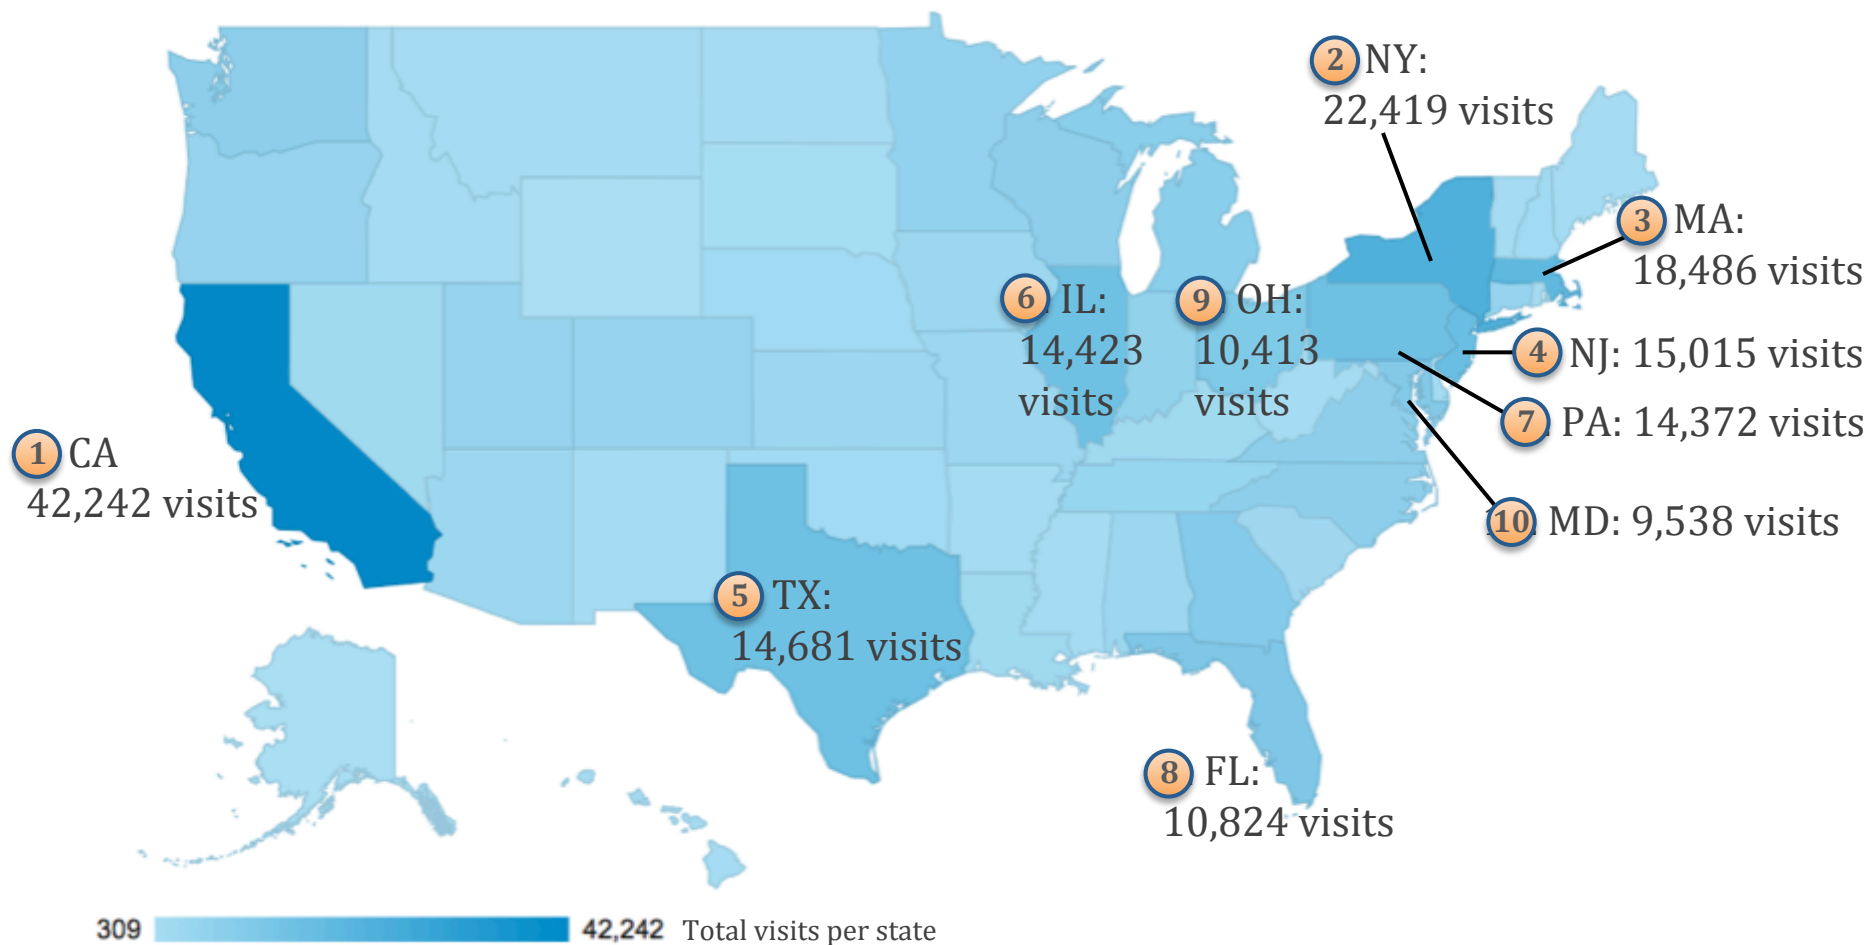 2 NY:
22,419 visits
3 MA:
18,486 visits
6 IL:
14,423
visits
9 OH:
10,413
visits
4 NJ: 15,015 visits
7. PA: 14,372 visits
1 CA
42,242 visits
10 MD: 9,538 visits
5 TX:
14,681 visits
8 FL:
10,824 visits
309 42,242 Total visits per state